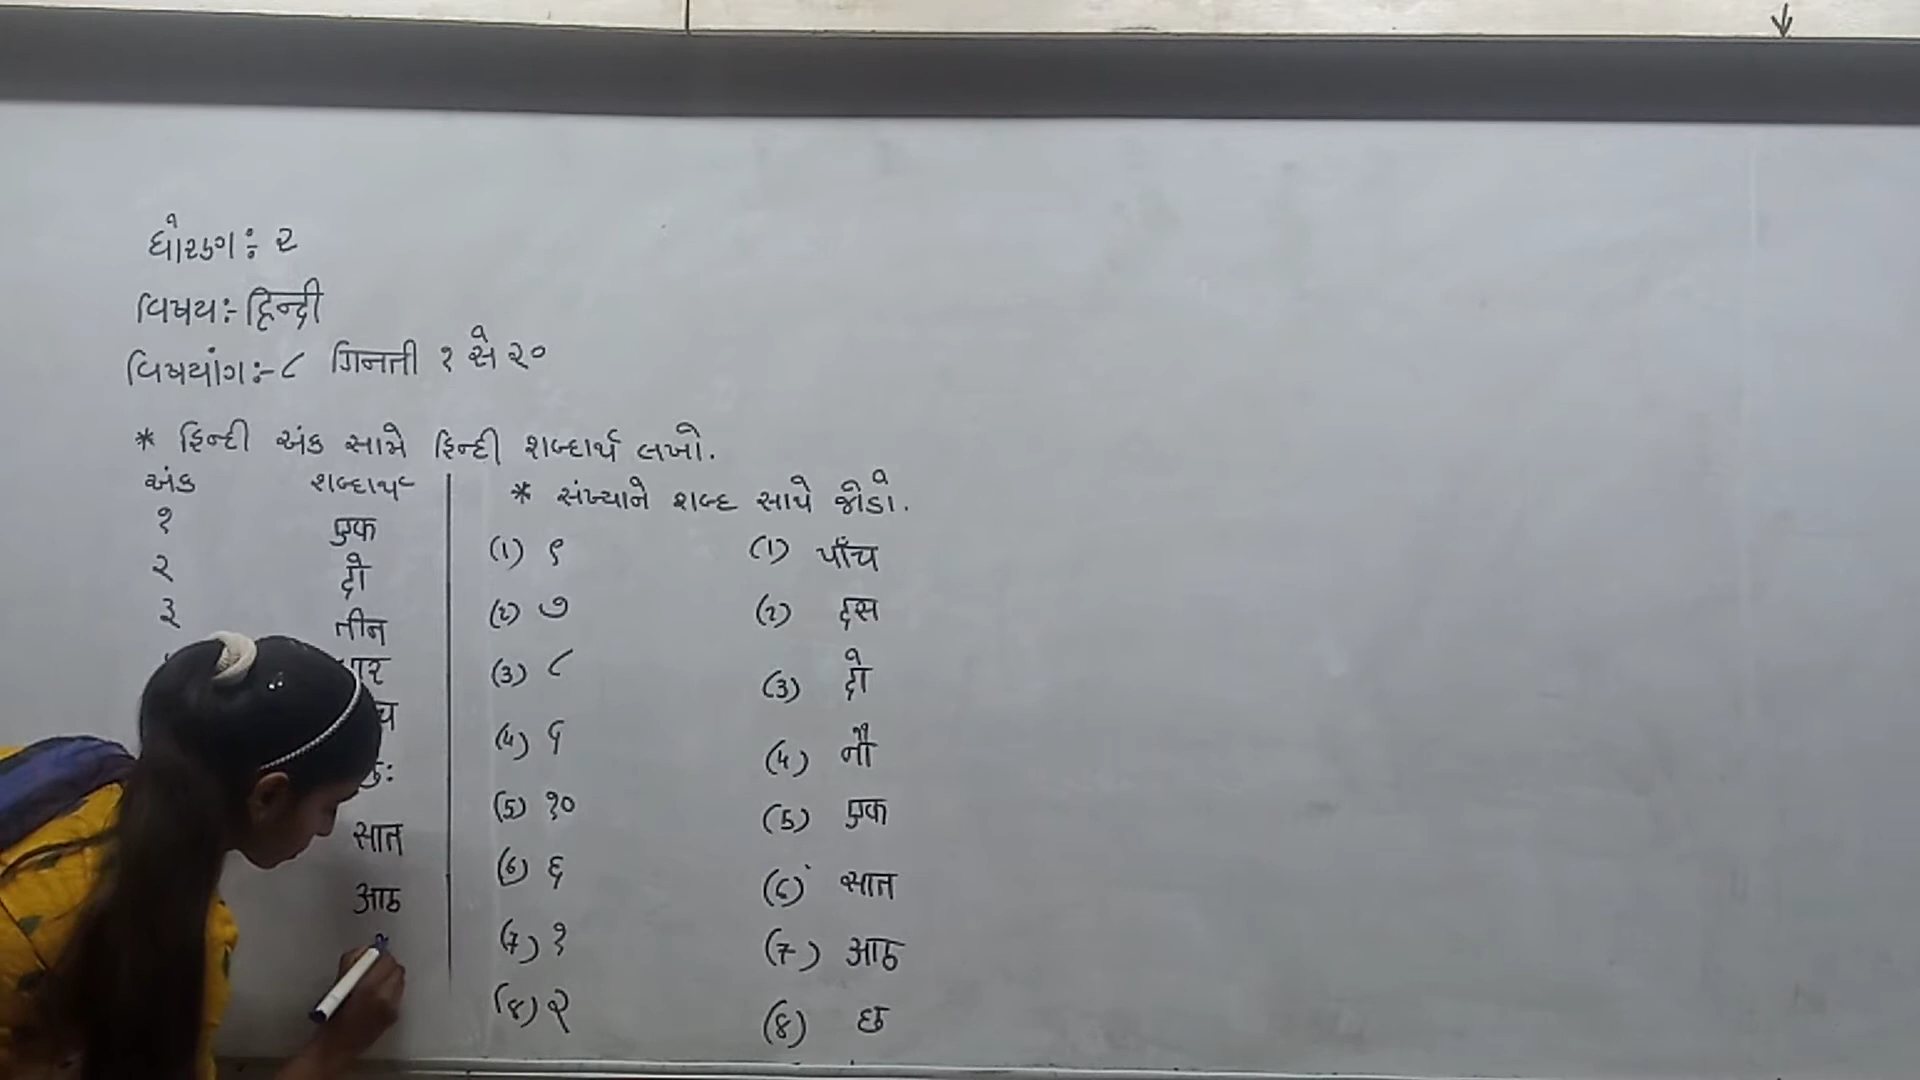 ધોરણ:- ૨
વિષય:- हिन्दी
વિષયાંગ:- ८ गिनती १ से २०
* હિન્દી અંક સામે હિન્દી શબ્દાર્થ લખો.
અંક શબ્દાર્થ
१ एक
२ दो
३ तीन
सात
आठ
* સંખ્યાને શબ્દ સાથે જોડો.
(1) ९ (1) पाँच
(2) ७ (2) दस
(3) ८ (3) दो
(4) ५ (4) नौ
(5) १० (5) एक
(6) ६ (6) सात
(7) १ (7) आठ
(8) २ (8) छ